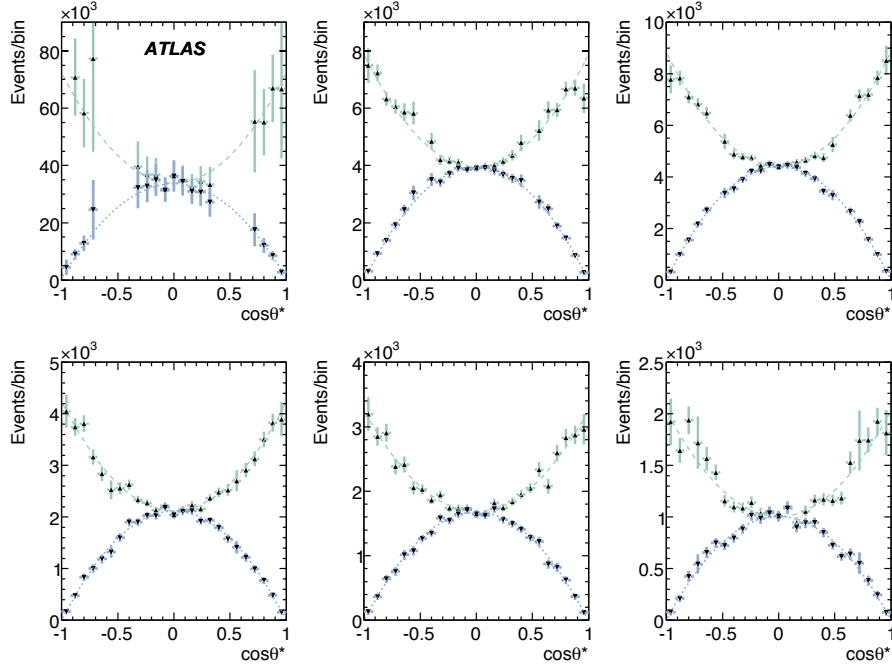 ×10³ ×10³ ×10³
Events/bin Events/bin Events/bin
ATLAS
80 8 10
60 6 8
40 4 6
20 2 4
0 0 2
0
-1 -0.5 0 0.5 1 -1 -0.5 0 0.5 1 -1 -0.5 0 0.5 1
cosθ* cosθ* cosθ*
×10³ ×10³ ×10³
Events/bin Events/bin Events/bin
5 4 2.5
4 3 2
3 2 1.5
2 1 1
1 0 0.5
0 0
-1 -0.5 0 0.5 1 -1 -0.5 0 0.5 1 -1 -0.5 0 0.5 1
cosθ* cosθ* cosθ*